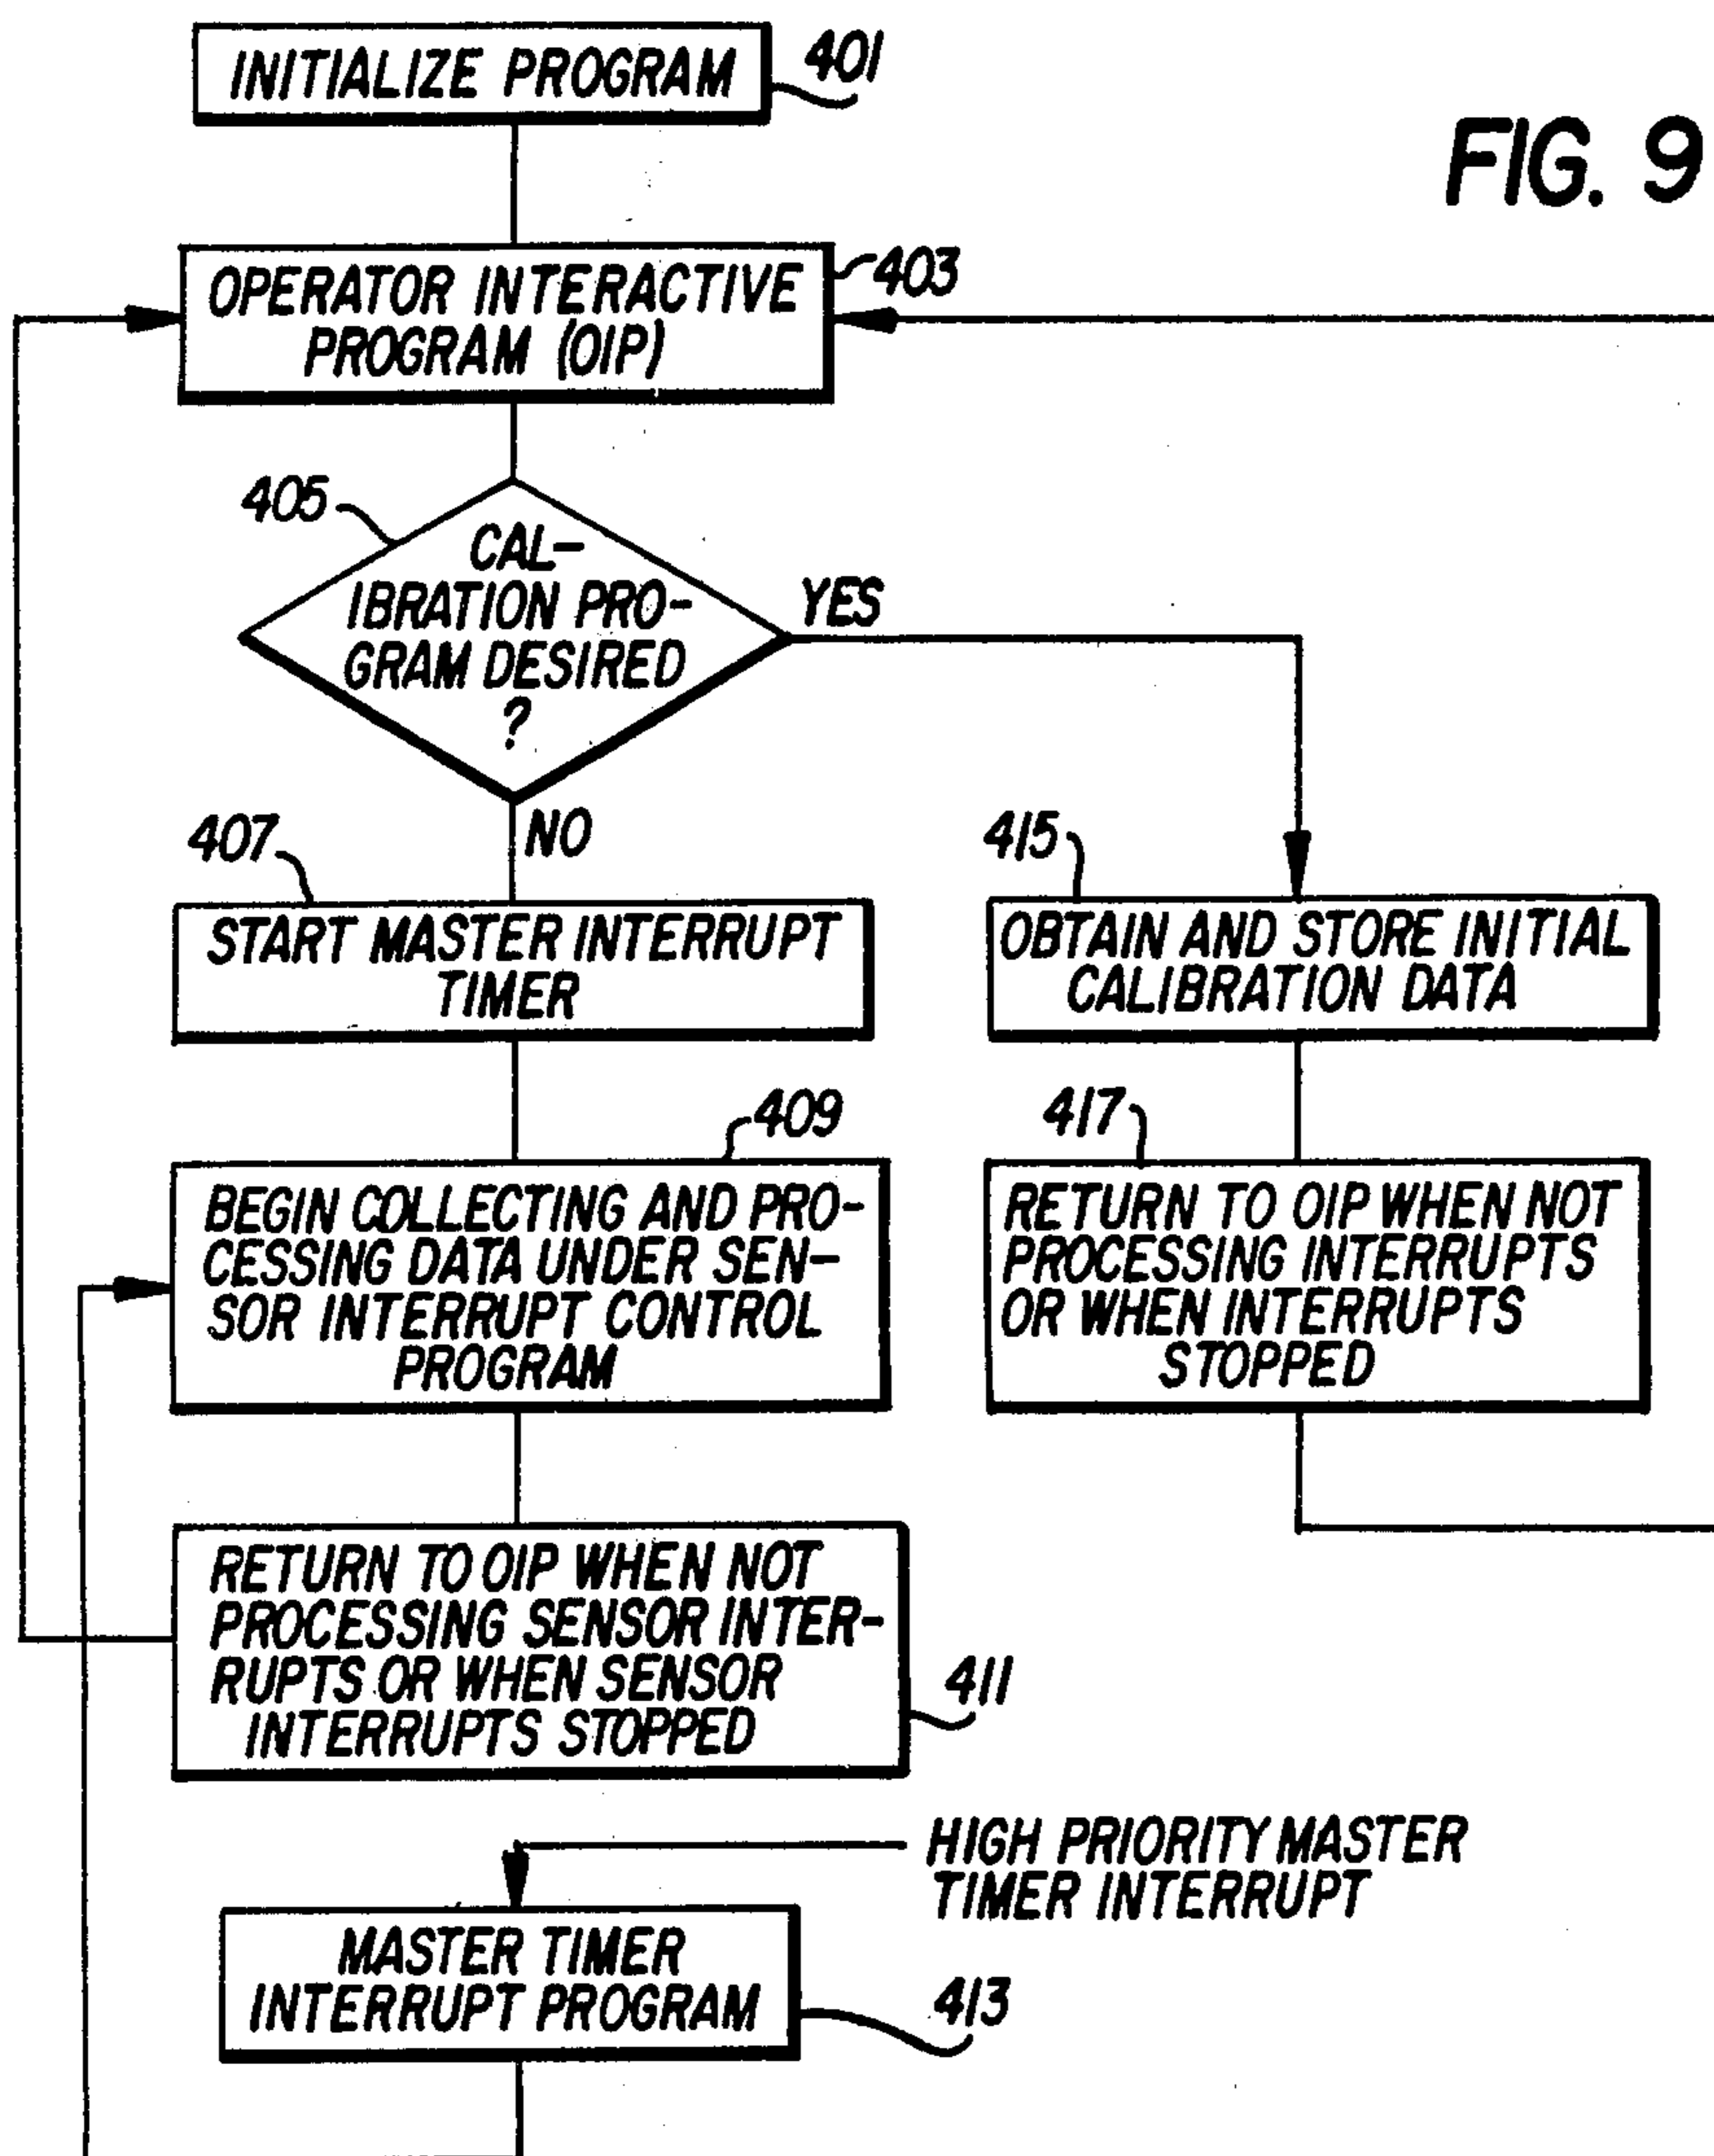 INITIALIZE PROGRAM
401
FIG. 9
OPERATOR INTERACTIVE
PROGRAM (OIP)
403
405
CAL-
IBRATION PRO-
GRAM DESIRED
?
YES
NO
407
START MASTER INTERRUPT
TIMER
415
OBTAIN AND STORE INITIAL
CALIBRATION DATA
409
BEGIN COLLECTING AND PRO-
CESSING DATA UNDER SEN-
SOR INTERRUPT CONTROL
PROGRAM
417
RETURN TO OIP WHEN NOT
PROCESSING INTERRUPTS
OR WHEN INTERRUPTS
STOPPED
RETURN TO OIP WHEN NOT
PROCESSING SENSOR INTER-
RUPTS OR WHEN SENSOR
INTERRUPTS STOPPED
411
HIGH PRIORITY MASTER
TIMER INTERRUPT
MASTER TIMER
INTERRUPT PROGRAM
413